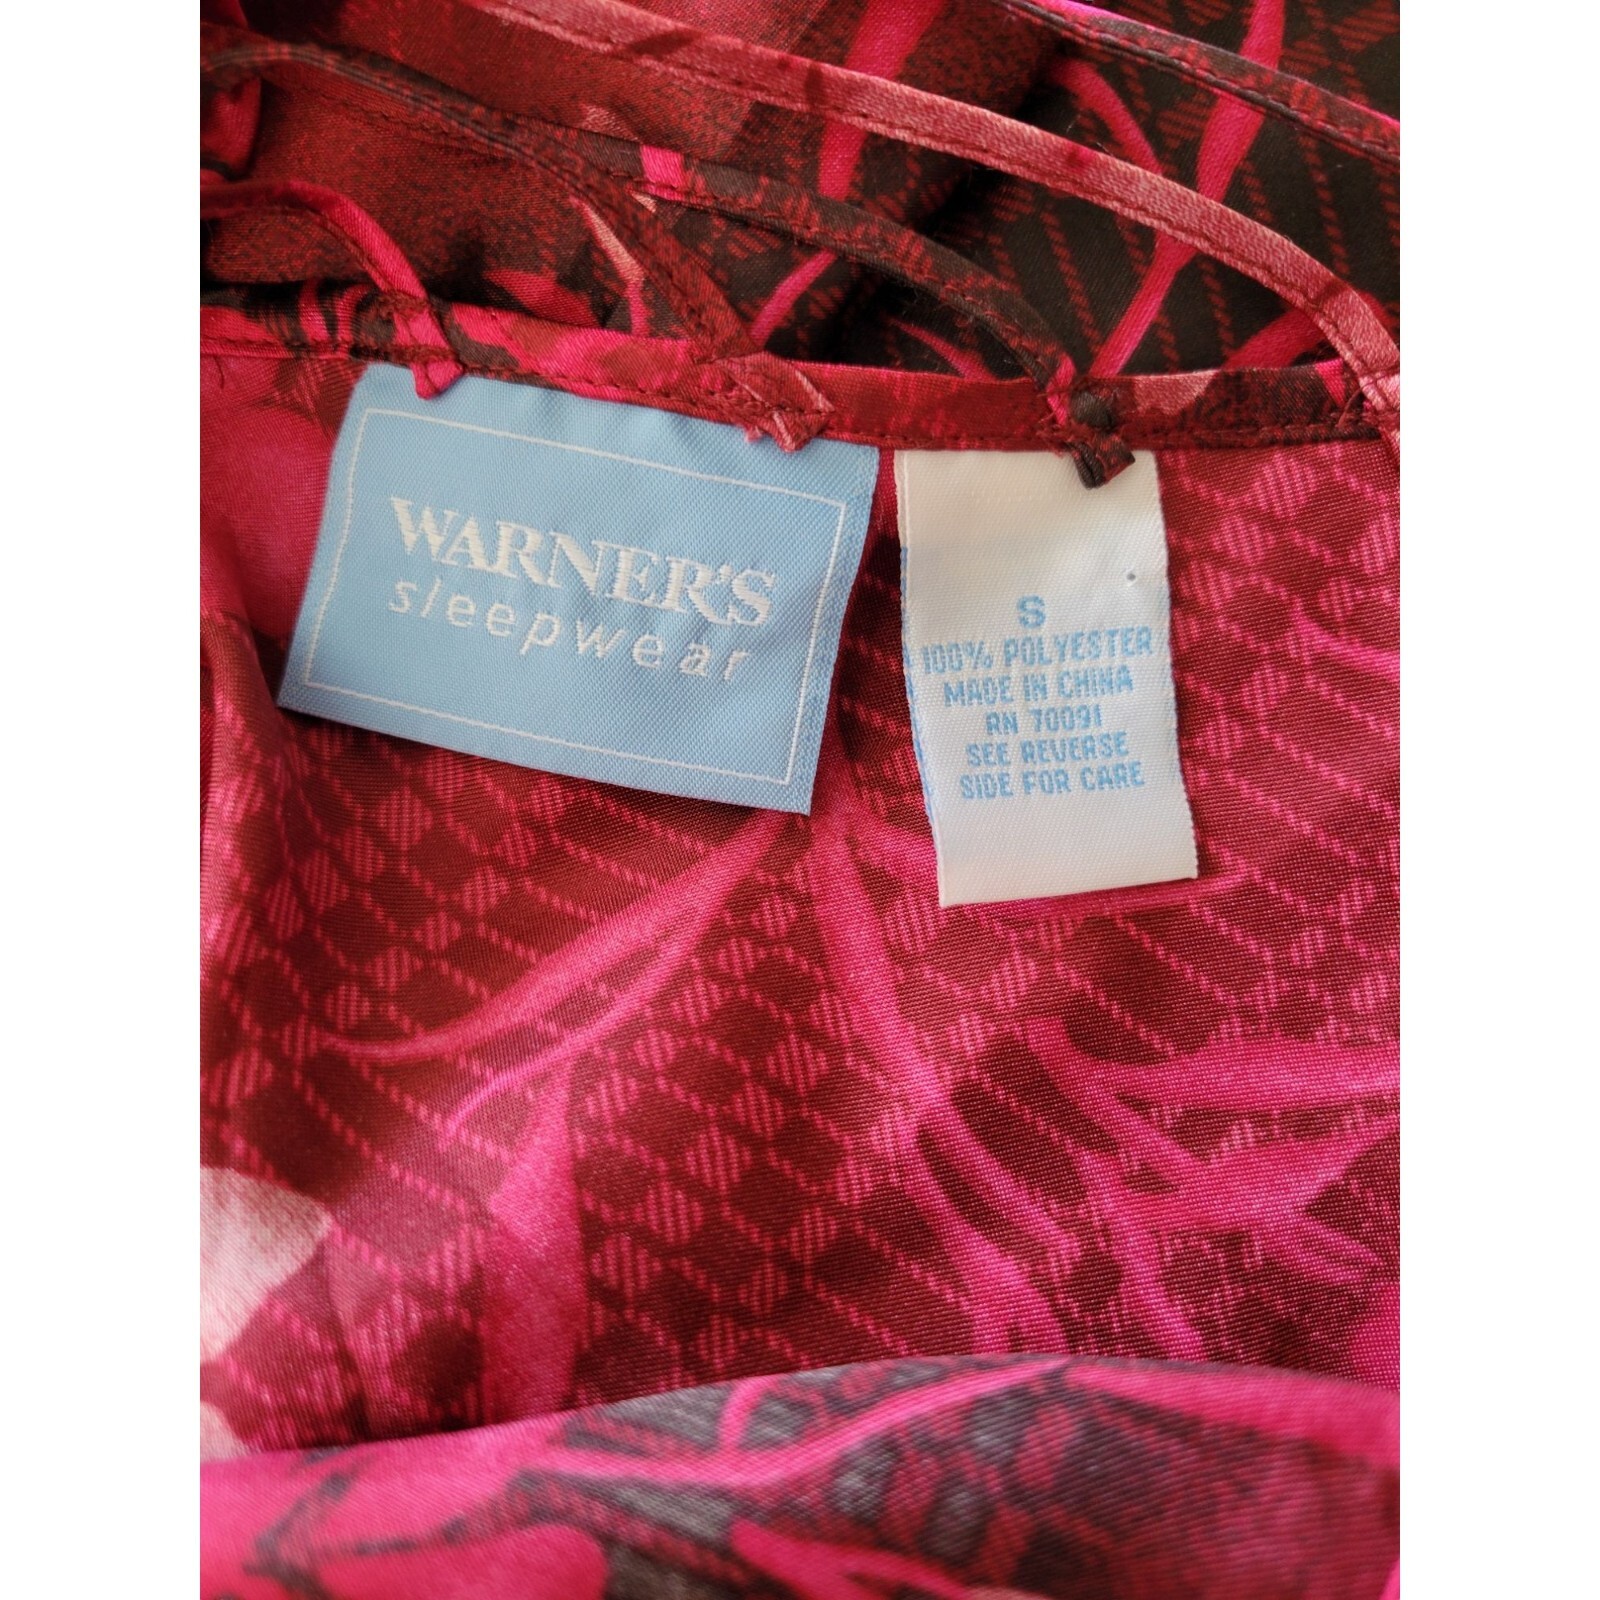 WARNER'S
sleepwear
S
100% POLYESTER
MADE IN CHINA
RN 70091
SEE REVERSE
SIDE FOR CARE